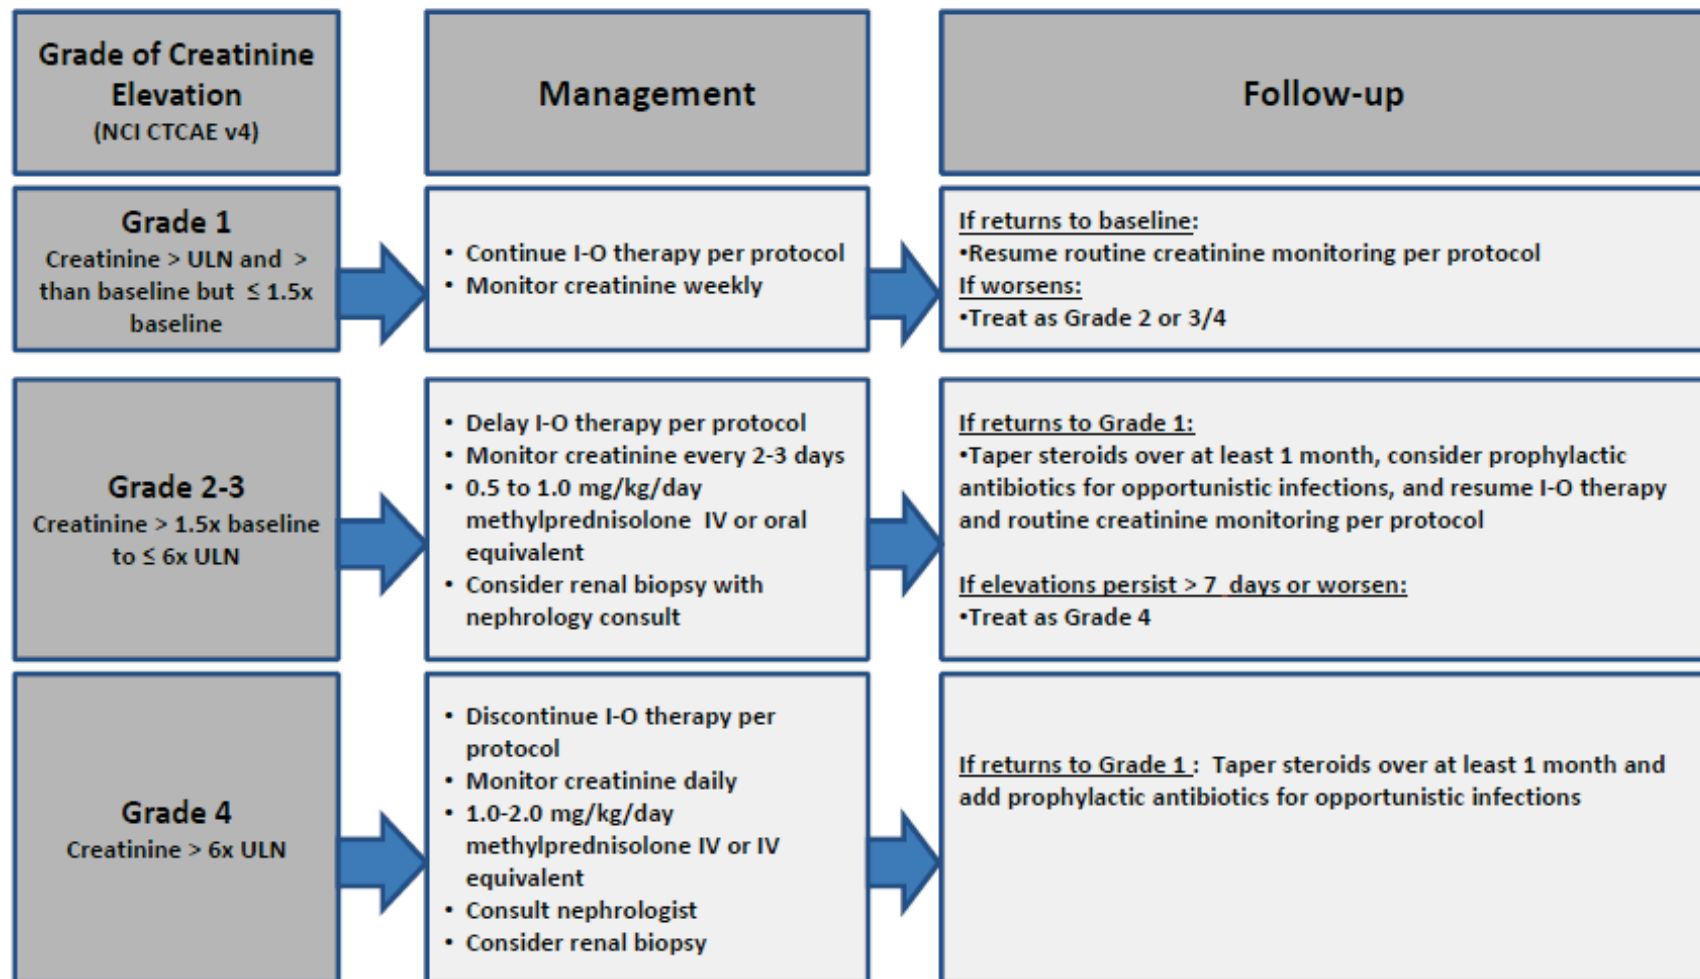 Grade of Creatinine
Elevation
(NCI CTCAE v4)
Management
Follow-up
Grade 1
Creatinine > ULN and >
than baseline but ≤ 1.5x
baseline
• Continue I-O therapy per protocol
• Monitor creatinine weekly
If returns to baseline:
•Resume routine creatinine monitoring per protocol
If worsens:
•Treat as Grade 2 or 3/4
Grade 2-3
Creatinine > 1.5x baseline
to ≤ 6x ULN
• Delay I-O therapy per protocol
• Monitor creatinine every 2-3 days
• 0.5 to 1.0 mg/kg/day
methylprednisolone IV or oral
equivalent
• Consider renal biopsy with
nephrology consult
If returns to Grade 1:
•Taper steroids over at least 1 month, consider prophylactic
antibiotics for opportunistic infections, and resume I-O therapy
and routine creatinine monitoring per protocol
If elevations persist > 7 days or worsen:
•Treat as Grade 4
Grade 4
Creatinine > 6x ULN
• Discontinue I-O therapy per
protocol
• Monitor creatinine daily
• 1.0-2.0 mg/kg/day
methylprednisolone IV or IV
equivalent
• Consult nephrologist
• Consider renal biopsy
If returns to Grade 1 : Taper steroids over at least 1 month and
add prophylactic antibiotics for opportunistic infections